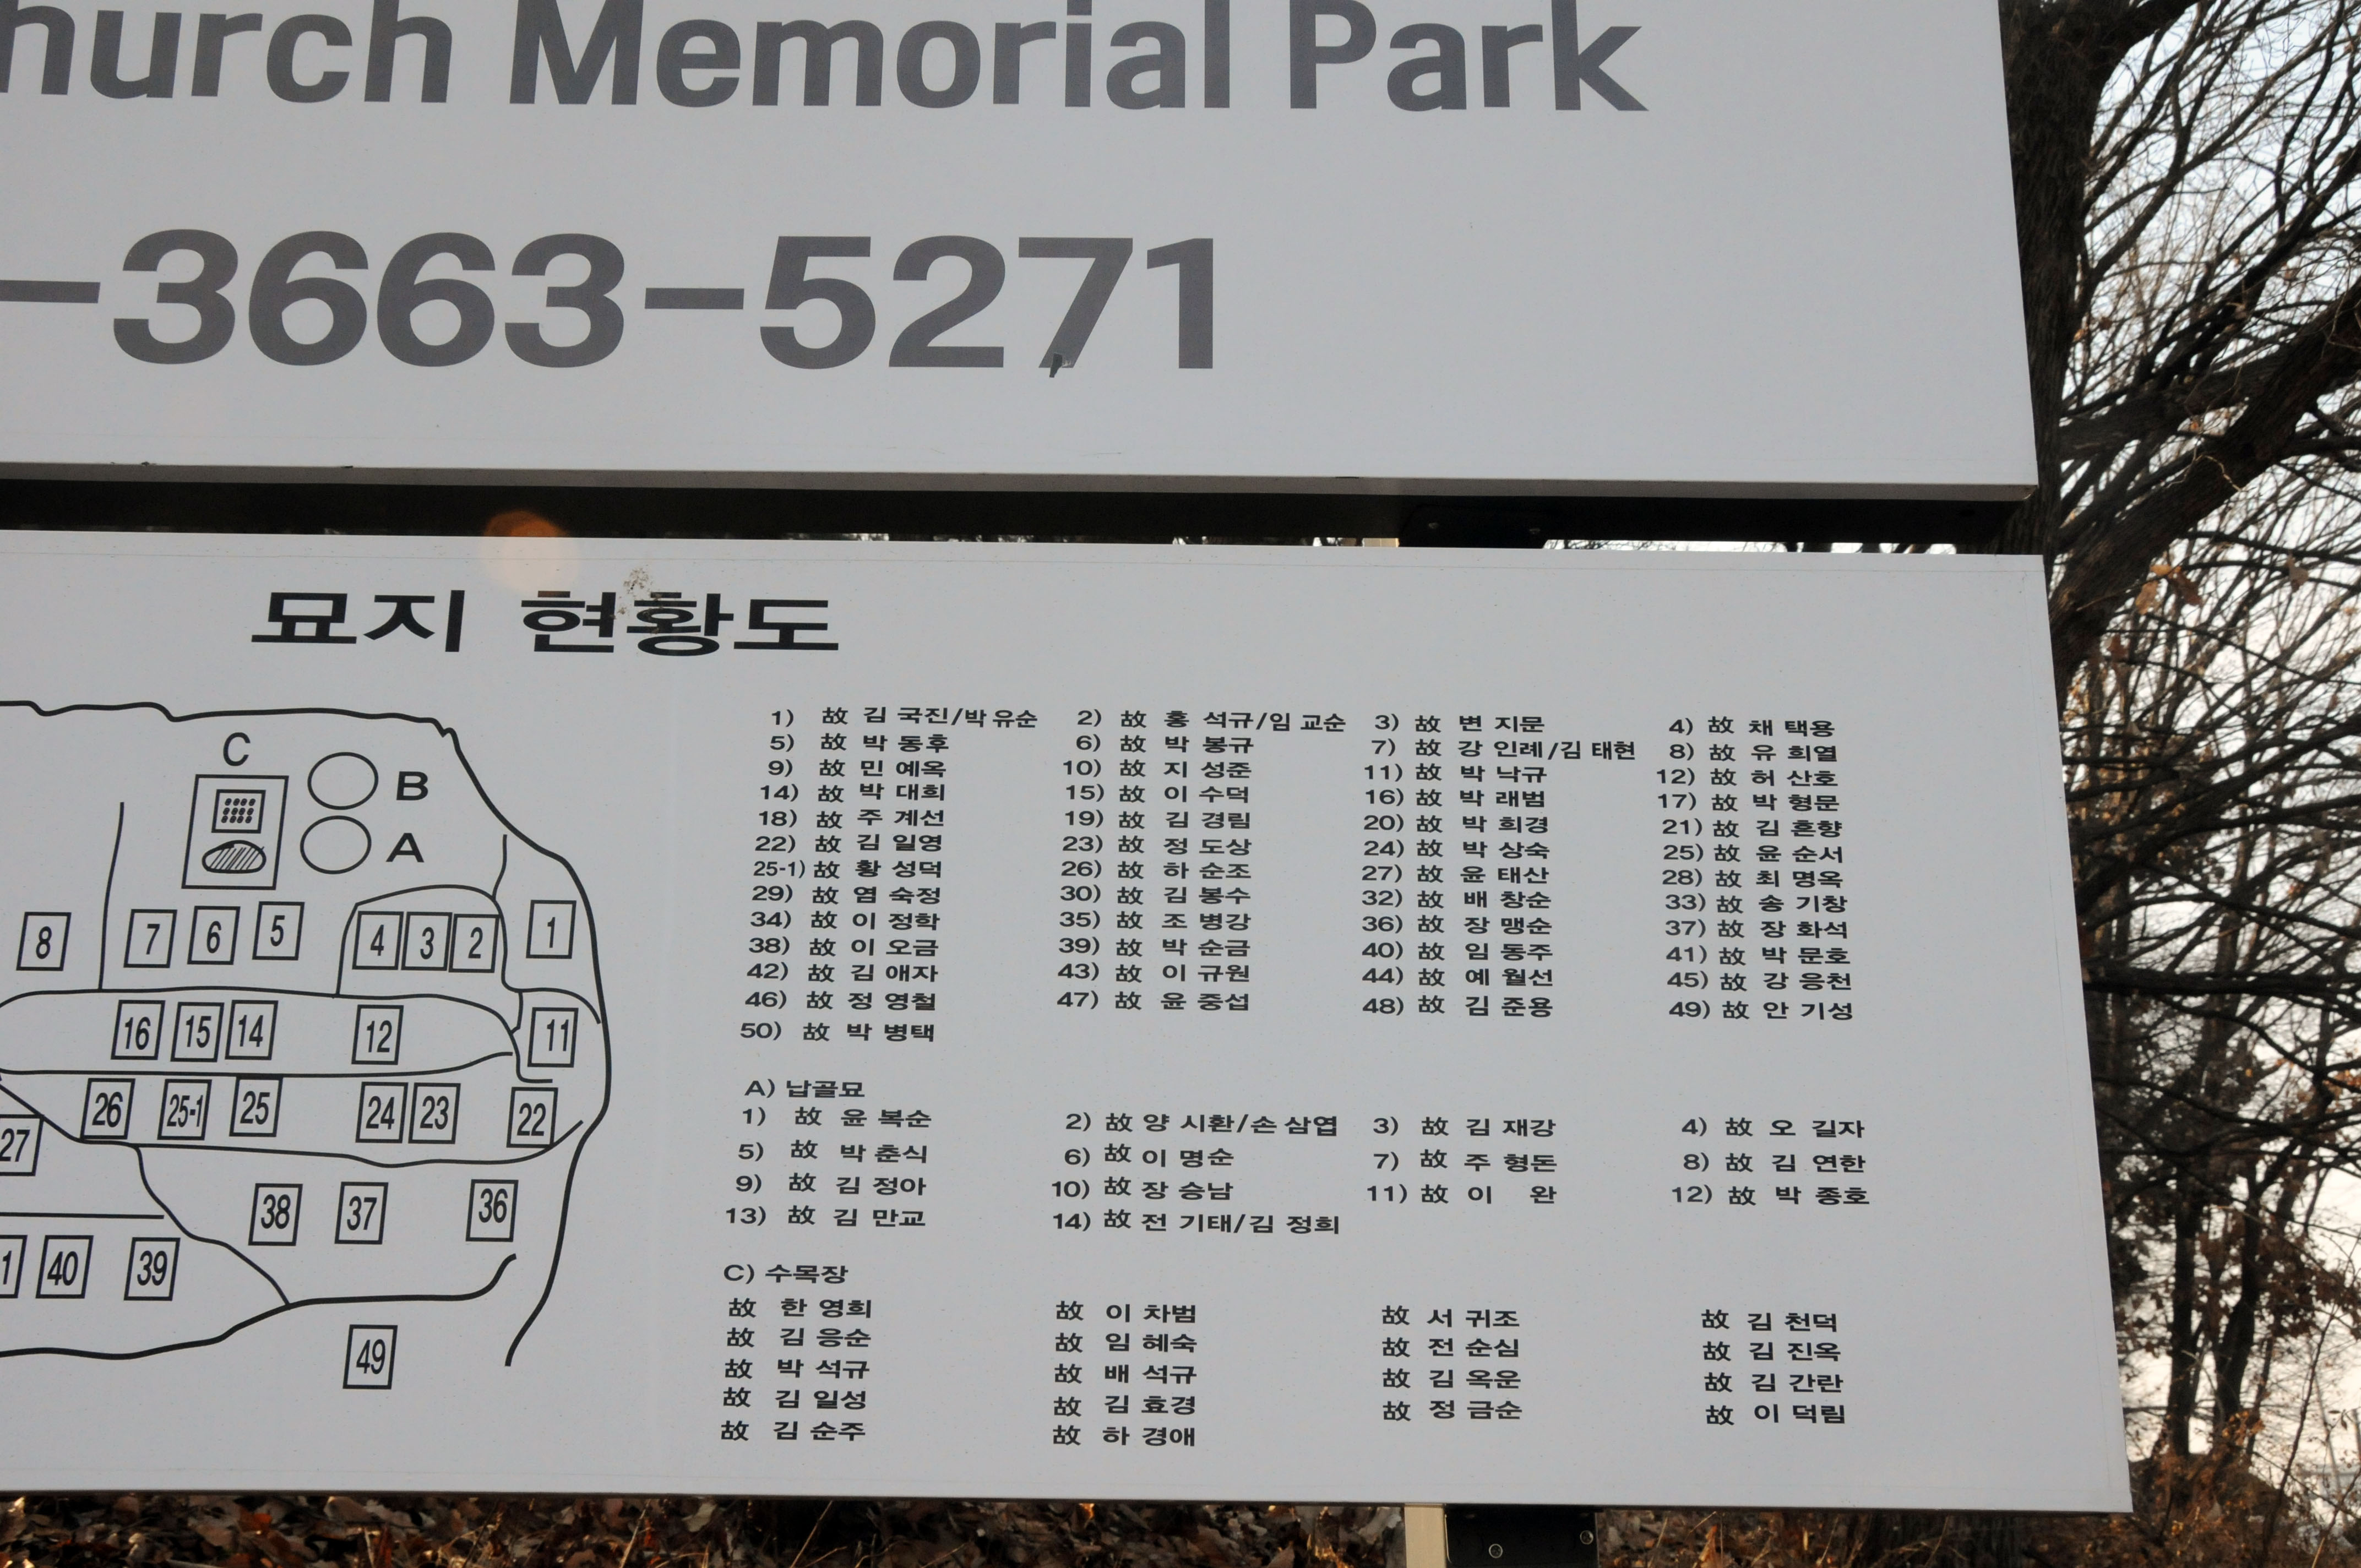 hurch Memorial Park
-3663-5271
묘지 현황도
C
B
A
8 7 6 5 4 3 2 1
16 15 14 12 11
26 25-1 25 24 23 22
27
38 37 36
1 40 39
49
1) 故 김 국진/박유순 2) 故 홍 석규/임 교순 3) 故 변 지문 4) 故 채 택용
5) 故 박 동후 6) 故 박 봉규 7) 故 강 인례/김 태현 8) 故 유 희열
9) 故 민 예옥 10) 故 지 성준 11) 故 박 낙규 12) 故 허 산호
14) 故 박 대희 15) 故 이 수덕 16) 故 박 래범 17) 故 박 형문
18) 故 주 계선 19) 故 김 경림 20) 故 박 희경 21) 故 김 흔향
22) 故 김 일영 23) 故 정 도상 24) 故 박 상숙 25) 故 윤 순서
25-1) 故 황 성덕 26) 故 하 순조 27) 故 윤 태산 28) 故 최 명옥
29) 故 염 숙정 30) 故 김 봉수 32) 故 배 창순 33) 故 송 기창
34) 故 이 정학 35) 故 조 병강 36) 故 장 맹순 37) 故 장 화석
38) 故 이 오금 39) 故 박 순금 40) 故 임 동주 41) 故 박 문호
42) 故 김 애자 43) 故 이 규원 44) 故 예 월선 45) 故 강 응천
46) 故 정 영철 47) 故 윤 중섭 48) 故 김 준용 49) 故 안 기성
50) 故 박 병택
A) 납골묘
1) 故 윤 복순 2) 故 양 시환/손 삼엽 3) 故 김 재강 4) 故 오 길자
5) 故 박 춘식 6) 故 이 명순 7) 故 주 형돈 8) 故 김 연한
9) 故 김 정아 10) 故 장 승남 11) 故 이 완 12) 故 박 종호
13) 故 김 만교 14) 故 전 기태/김 정희
C) 수목장
故 한 영희 故 이 차범 故 서 귀조 故 김 천덕
故 김 응순 故 임 혜숙 故 전 순심 故 김 진옥
故 박 석규 故 배 석규 故 김 옥운 故 김 간란
故 김 일성 故 김 효경 故 정 금순 故 이 덕림
故 김 순주 故 하 경애